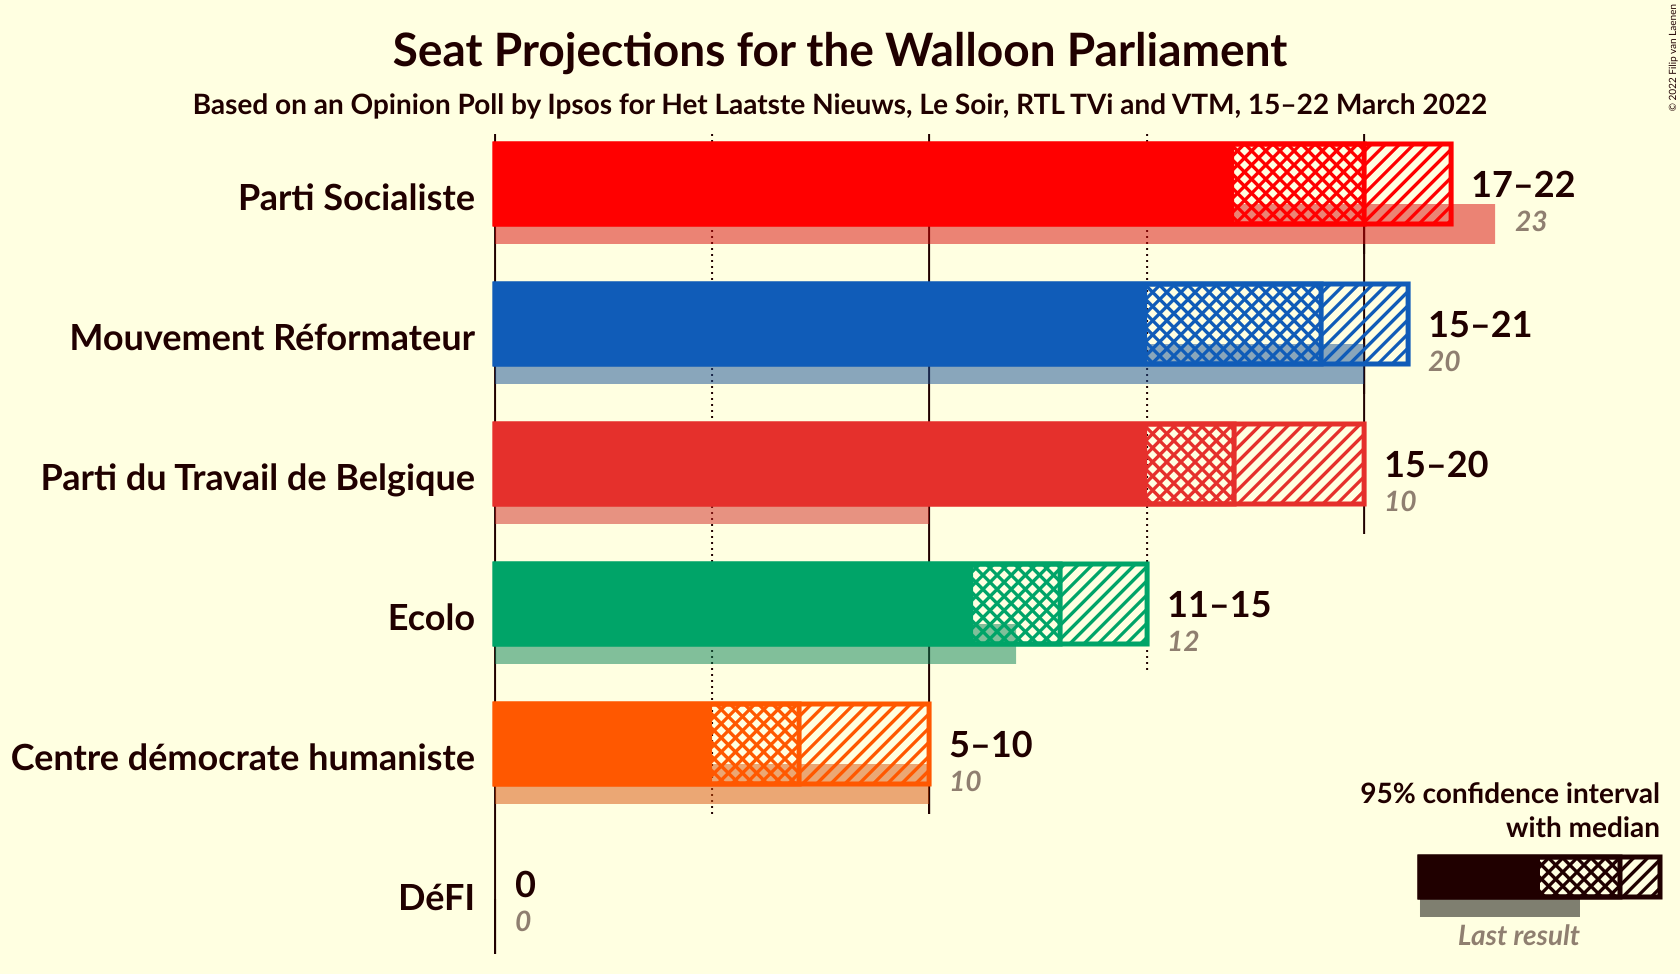 Seat Projections for the Walloon Parliament
Based on an Opinion Poll by Ipsos for Het Laatste Nieuws, Le Soir, RTL TVi and VTM, 15–22 March 2022
© 2022 Filip van Laenen
Parti Socialiste
17–22
23
Mouvement Réformateur
15–21
20
Parti du Travail de Belgique
15–20
10
Ecolo
11–15
12
Centre démocrate humaniste
5–10
10
DéFI
0
0
95% confidence interval
with median
Last result